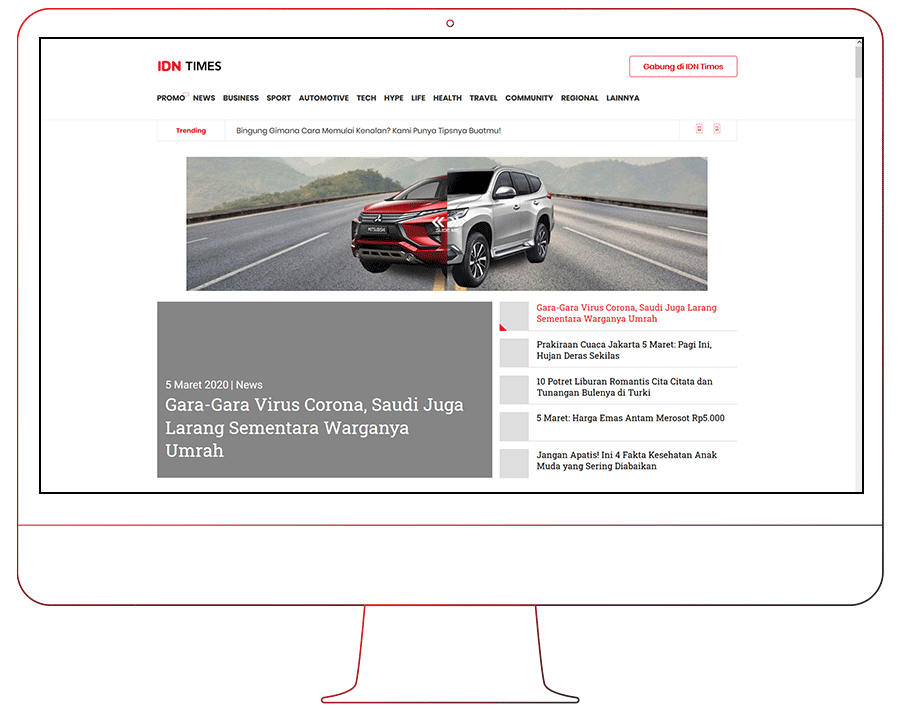 IDN TIMES
Gabung di IDN Times
PROMO NEWS BUSINESS SPORT AUTOMOTIVE TECH HYPE LIFE HEALTH TRAVEL COMMUNITY REGIONAL LAINNYA
Trending
Bingung Gimana Cara Memulai Kenalan? Kami Punya Tipsnya Buatmu!
MITSUBISHI
5 Maret 2020 | News
Gara-Gara Virus Corona, Saudi Juga
Larang Sementara Warganya
Umrah
Gara-Gara Virus Corona, Saudi Juga Larang
Sementara Warganya Umrah
Prakiraan Cuaca Jakarta 5 Maret: Pagi Ini,
Hujan Deras Sekilas
10 Potret Liburan Romantis Cita Citata dan
Tunangan Bulenya di Turki
5 Maret: Harga Emas Antam Merosot Rp5.000
Jangan Apatis! Ini 4 Fakta Kesehatan Anak
Muda yang Sering Diabaikan